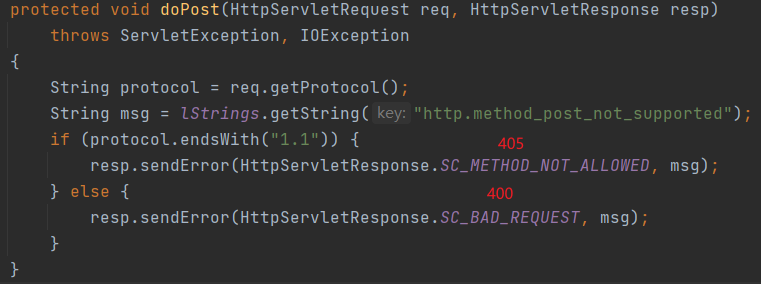 protected void doPost(HttpServletRequest req, HttpServletResponse resp)
    throws ServletException, IOException
{
    String protocol = req.getProtocol();
    String msg = lStrings.getString( key: "http.method_post_not_supported");
    if (protocol.endsWith("1.1")) {
405
        resp.sendError(HttpServletResponse.SC_METHOD_NOT_ALLOWED, msg);
    } else {
400
        resp.sendError(HttpServletResponse.SC_BAD_REQUEST, msg);
    }
}